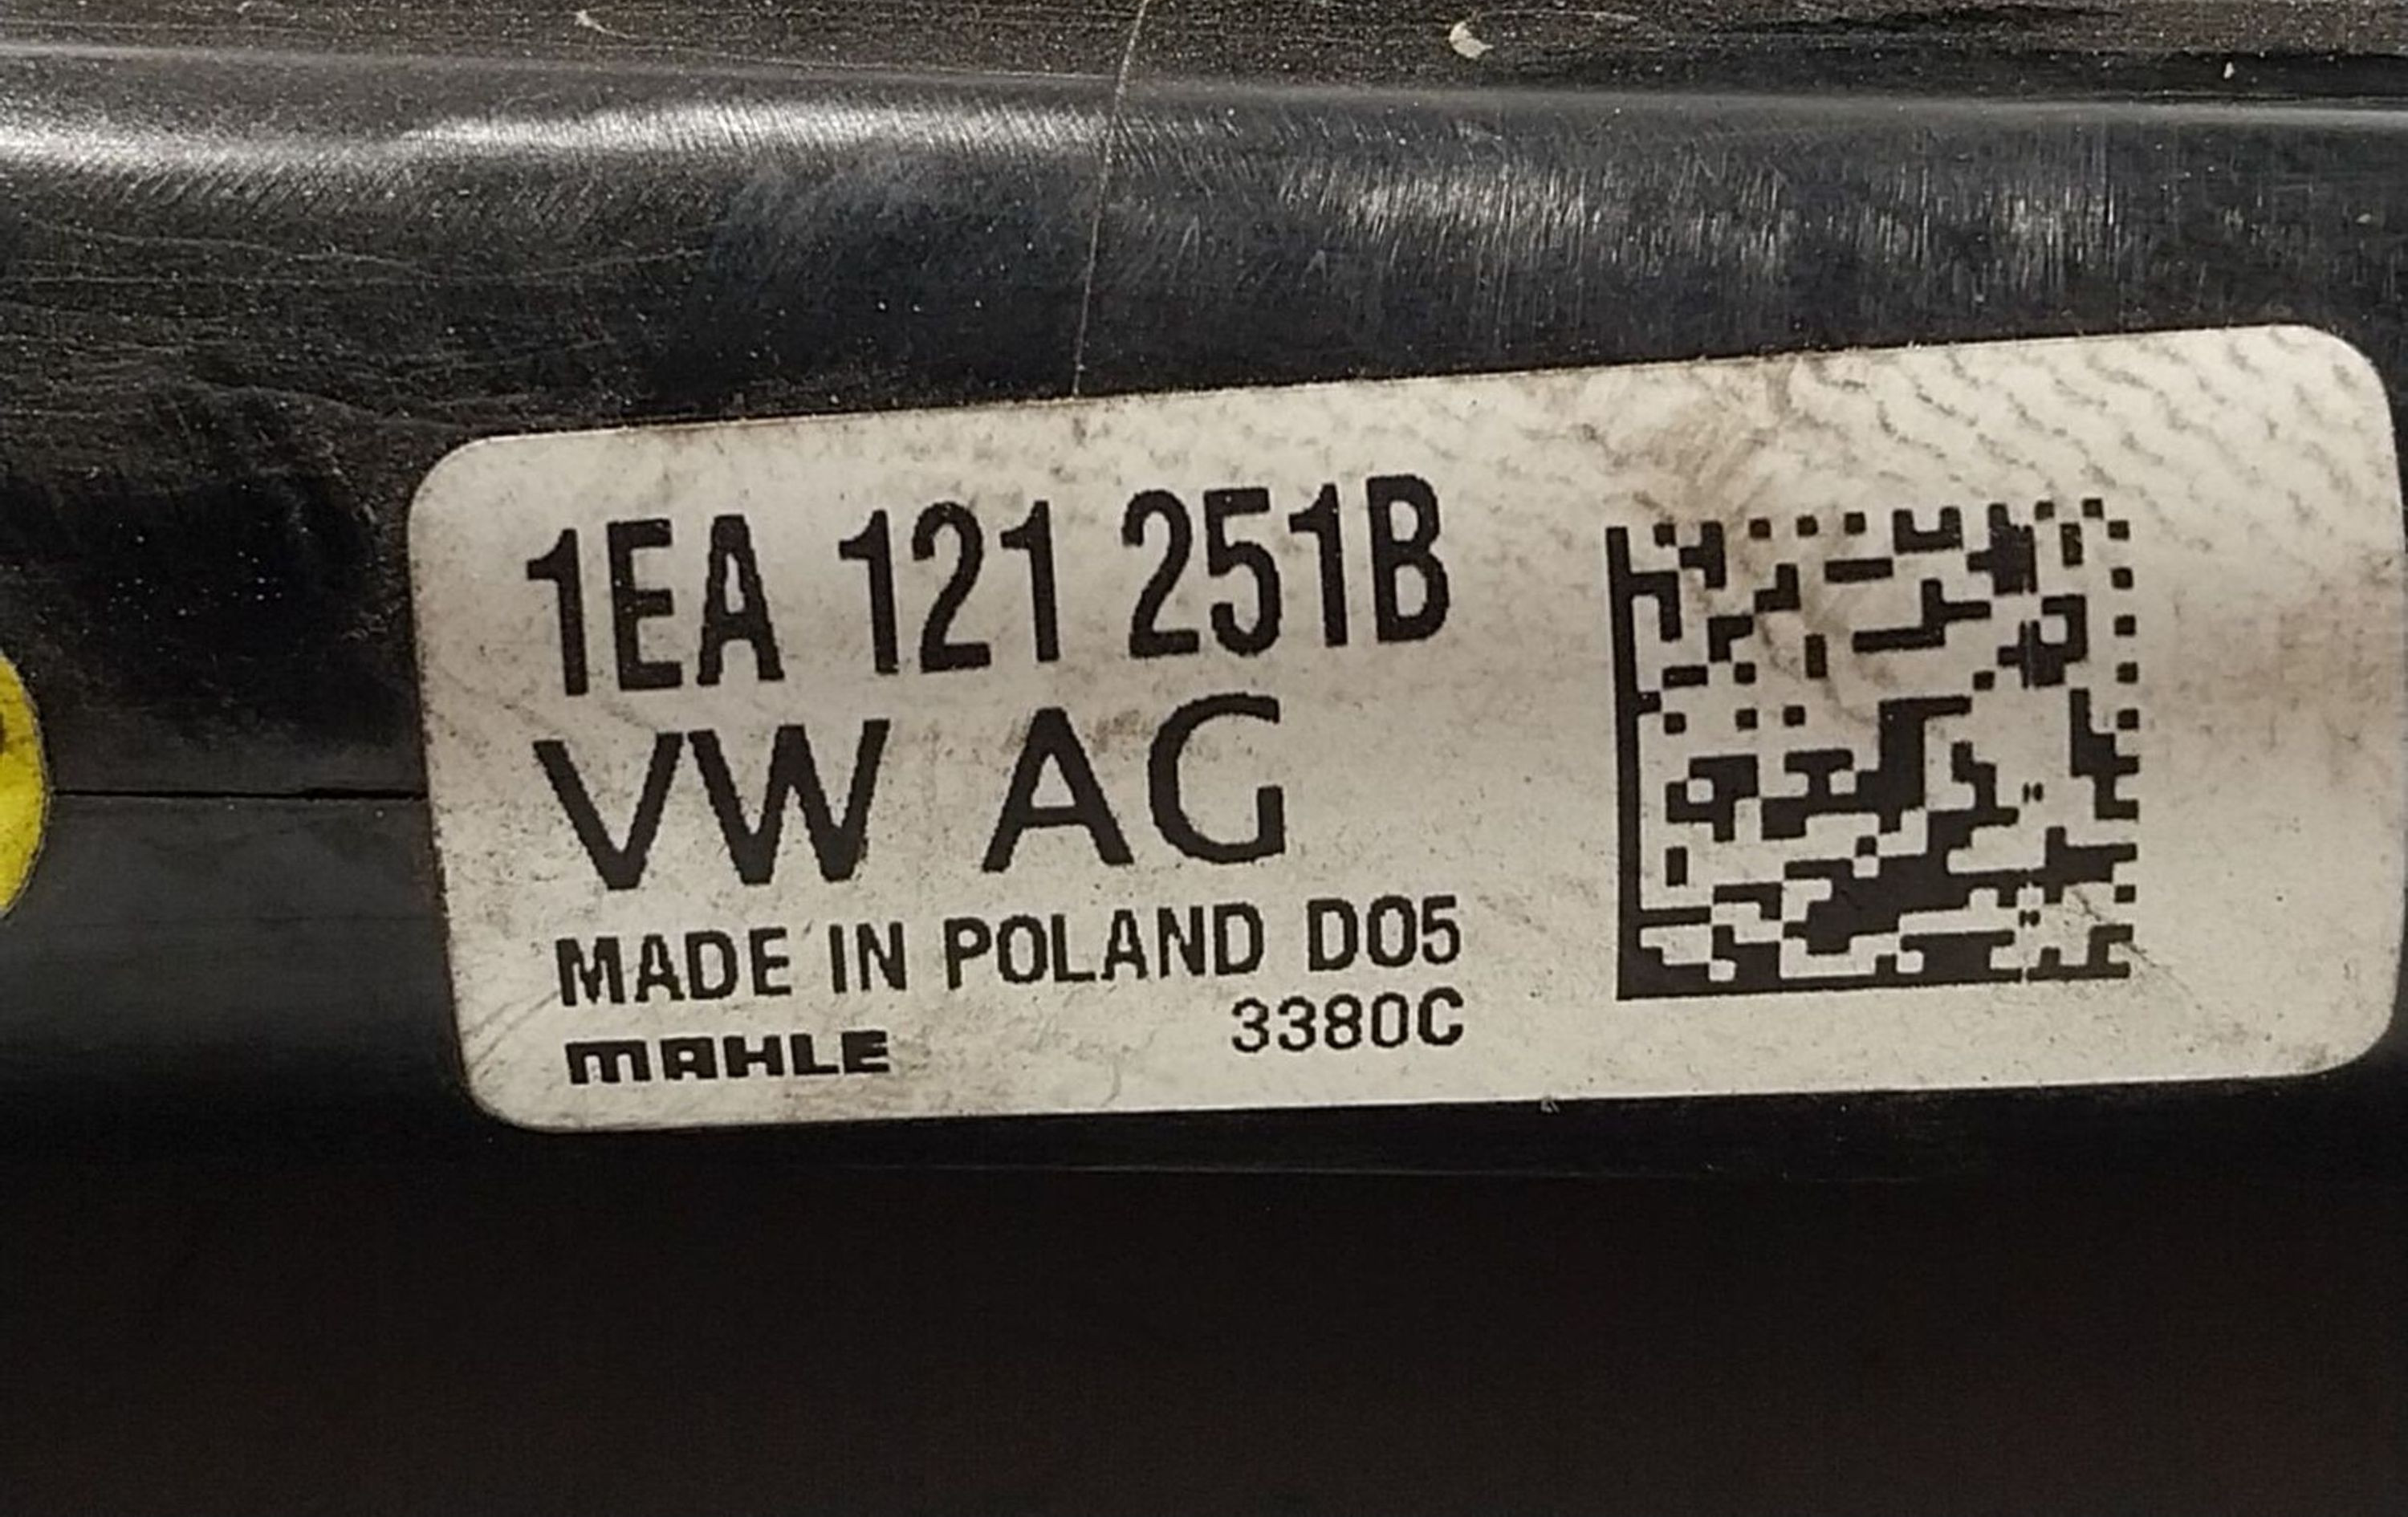 1EA 121 251B
VW AG
MADE IN POLAND D05
3380C
MAHLE